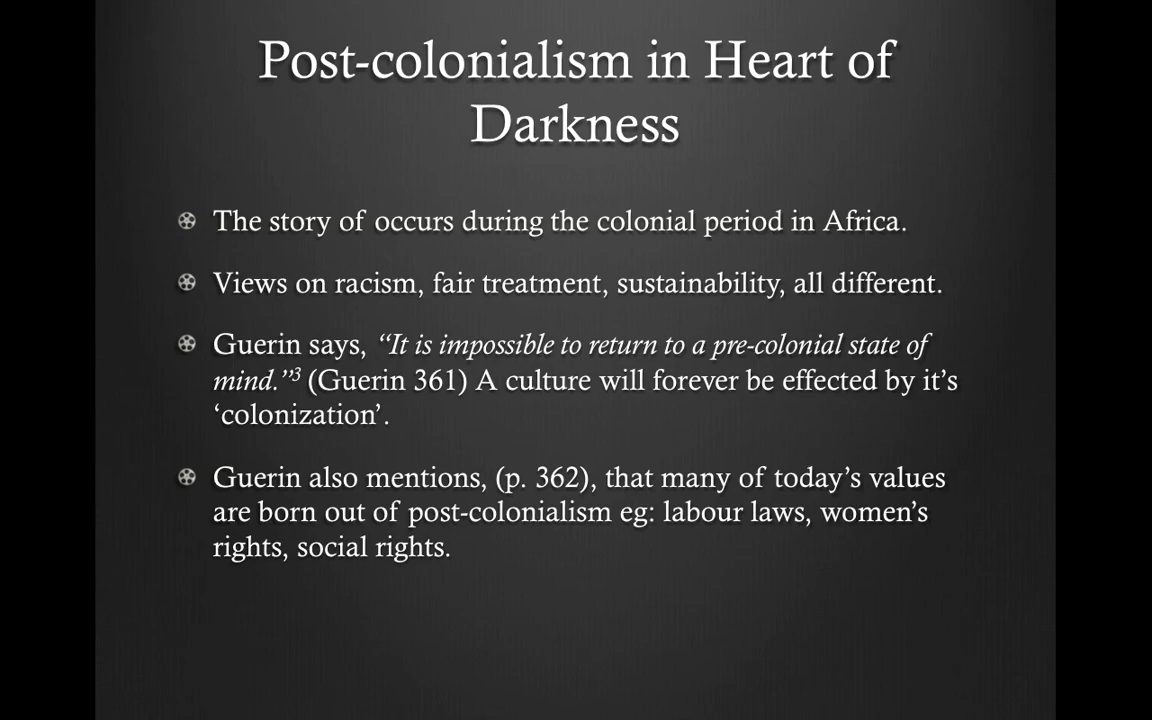 Post-colonialism in Heart of
Darkness
The story of occurs during the colonial period in Africa.
Views on racism, fair treatment, sustainability, all different.
Guerin says, “It is impossible to return to a pre-colonial state of
mind.”³ (Guerin 361) A culture will forever be effected by it’s
‘colonization’.
Guerin also mentions, (p. 362), that many of today’s values
are born out of post-colonialism eg: labour laws, women’s
rights, social rights.